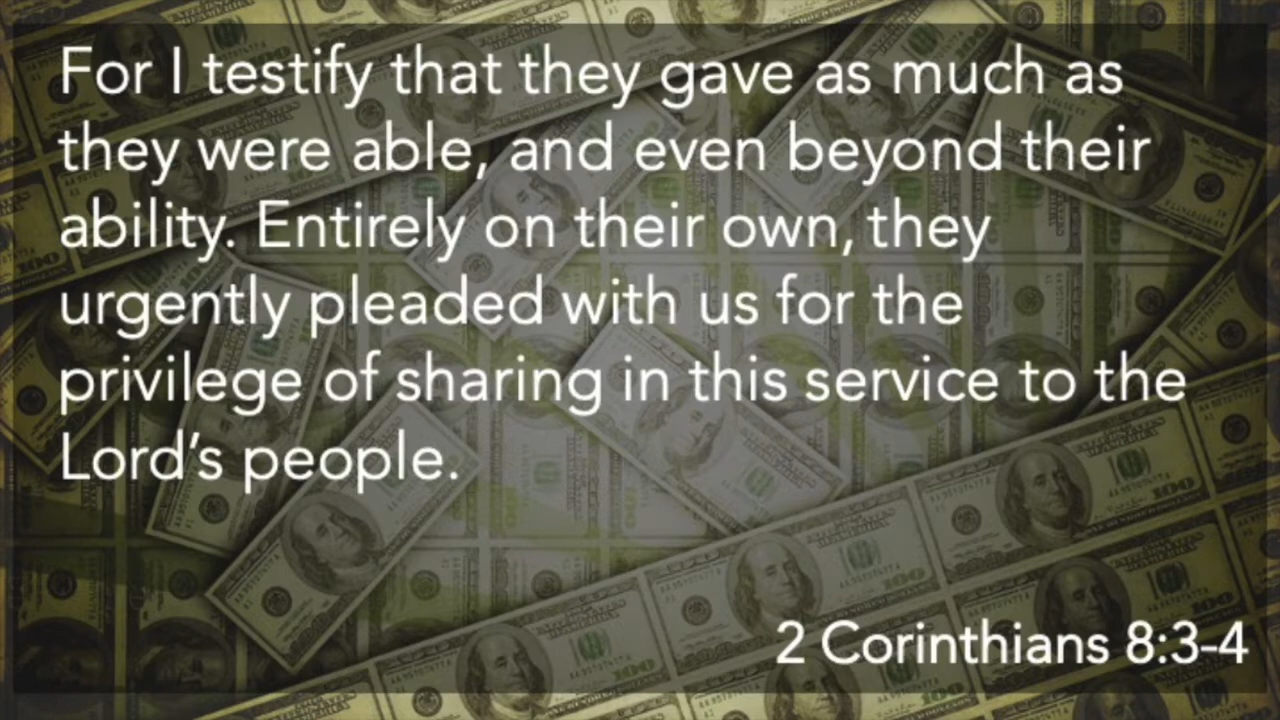 For I testify that they gave as much as
they were able, and even beyond their
ability. Entirely on their own, they
urgently pleaded with us for the
privilege of sharing in this service to the
Lord's people.
2 Corinthians 8:3-4